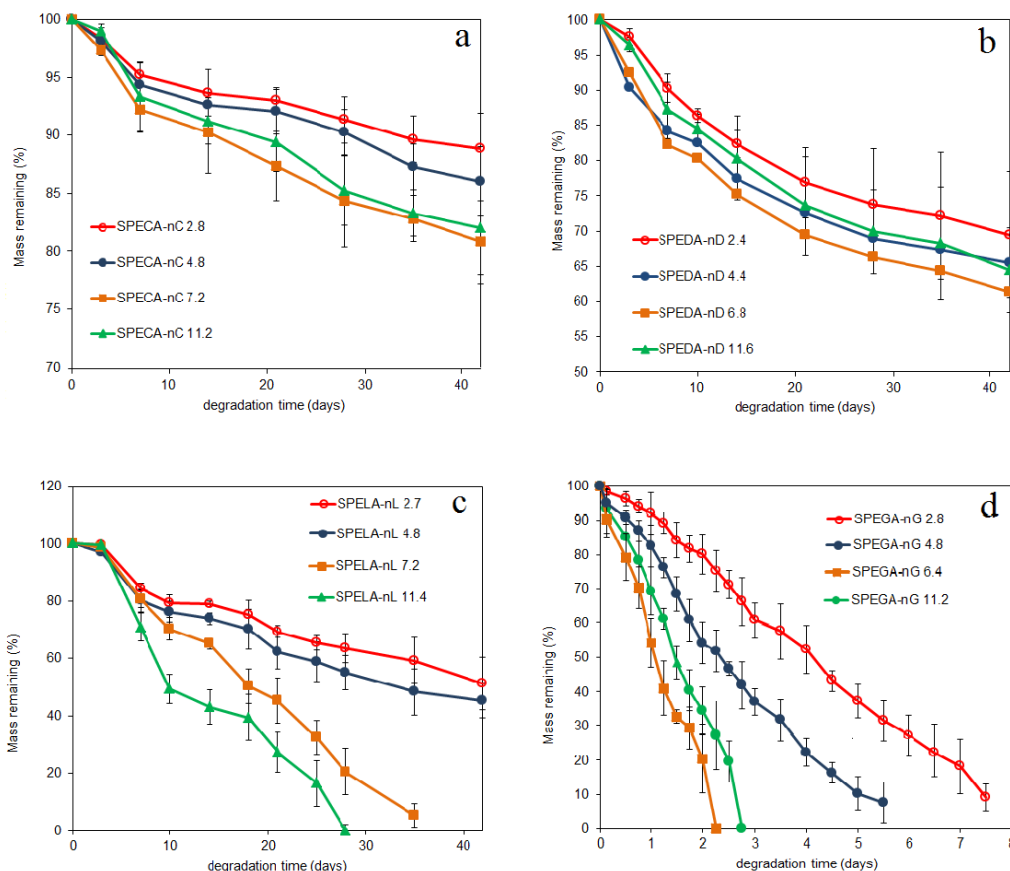 a
Mass remaining (%)
100
95
90
85
80
75
70
SPECA-nC 2.8
SPECA-nC 4.8
SPECA-nC 7.2
SPECA-nC 11.2
0 10 20 30 40
degradation time (days)
b
Mass remaining (%)
100
95
90
85
80
75
70
65
60
55
50
SPEDA-nD 2.4
SPEDA-nD 4.4
SPEDA-nD 6.8
SPEDA-nD 11.6
0 10 20 30 40
degradation time (days)
c
Mass remaining (%)
120
100
80
60
40
20
0
SPELA-nL 2.7
SPELA-nL 4.8
SPELA-nL 7.2
SPELA-nL 11.4
0 10 20 30 40
degradation time (days)
d
Mass remaining (%)
100
90
80
70
60
50
40
30
20
10
0
SPEGA-nG 2.8
SPEGA-nG 4.8
SPEGA-nG 6.4
SPEGA-nG 11.2
0 1 2 3 4 5 6 7 8
degradation time (days)